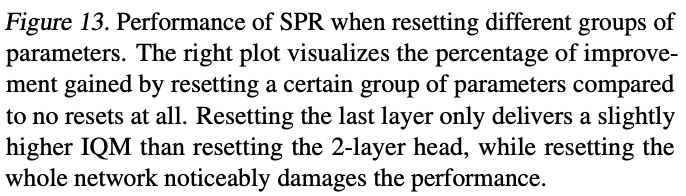 Figure 13. Performance of SPR when resetting different groups of
parameters. The right plot visualizes the percentage of improve-
ment gained by resetting a certain group of parameters compared
to no resets at all. Resetting the last layer only delivers a slightly
higher IQM than resetting the 2-layer head, while resetting the
whole network noticeably damages the performance.